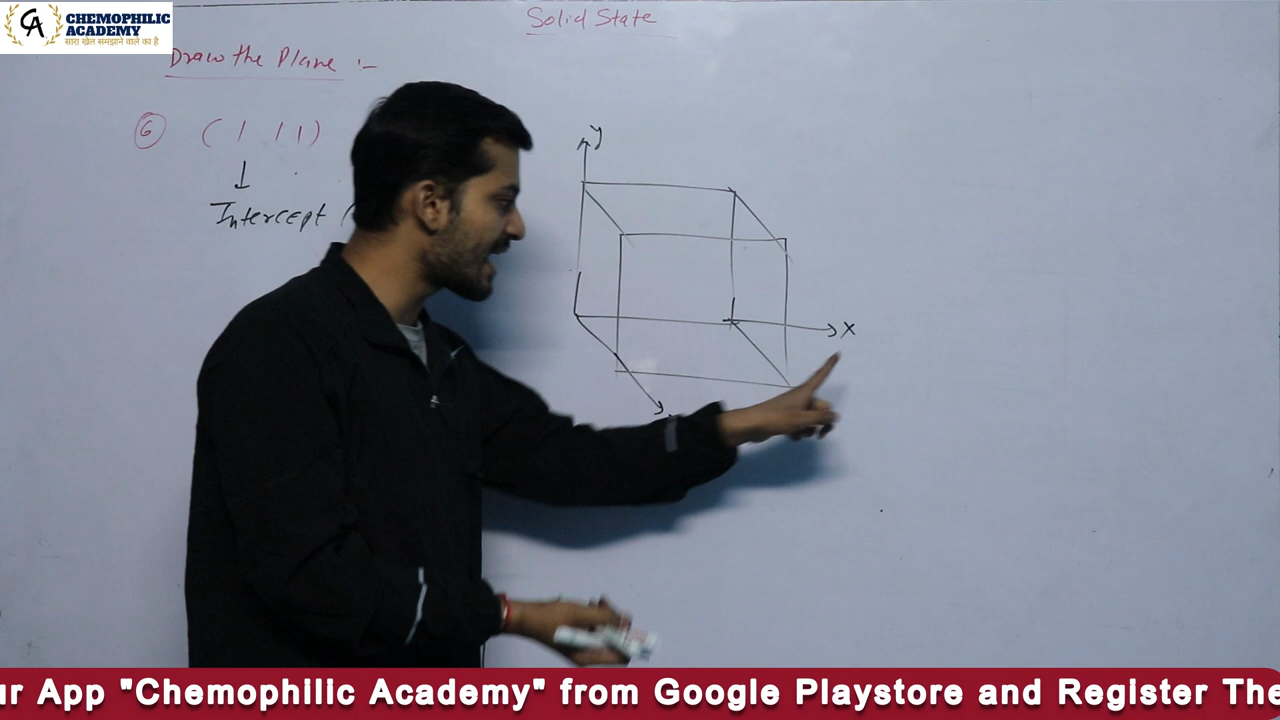 CA CHEMOPHILIC
ACADEMY
सारा खेल समझाने वाले का है
Solid State
Draw the Plane :-
6 ( 1 1 1 )
↓
Intercept (
y
x
ur App "Chemophilic Academy" from Google Playstore and Register The